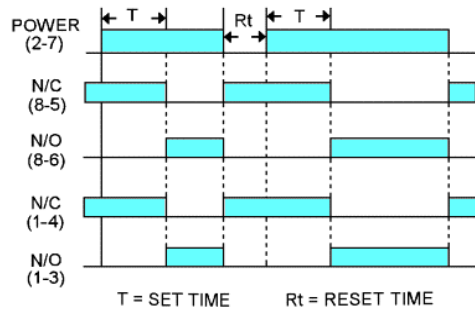 T Rt T
POWER
(2-7)
N/C
(8-5)
N/O
(8-6)
N/C
(1-4)
N/O
(1-3)
T = SET TIME Rt = RESET TIME